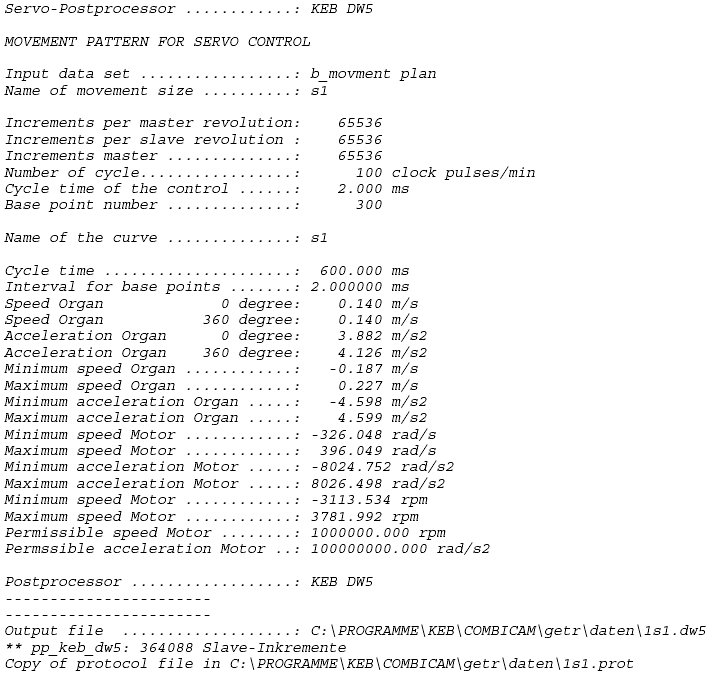 Servo-Postprocessor ............: KEB DW5
MOVEMENT PATTERN FOR SERVO CONTROL
Input data set .................: b_movment plan
Name of movement size ..........: s1
Increments per master revolution: 65536
Increments per slave revolution : 65536
Increments master ..............: 65536
Number of cycle.................: 100 clock pulses/min
Cycle time of the control ......: 2.000 ms
Base point number ..............: 300
Name of the curve ..............: s1
Cycle time .....................: 600.000 ms
Interval for base points .......: 2.000000 ms
Speed Organ 0 degree: 0.140 m/s
Speed Organ 360 degree: 0.140 m/s
Acceleration Organ 0 degree: 3.882 m/s2
Acceleration Organ 360 degree: 4.126 m/s2
Minimum speed Organ ............: -0.187 m/s
Maximum speed Organ ............: 0.227 m/s
Minimum acceleration Organ .....: -4.598 m/s2
Maximum acceleration Organ .....: 4.599 m/s2
Minimum speed Motor ............: -326.048 rad/s
Maximum speed Motor ............: 396.049 rad/s
Minimum acceleration Motor .....: -8024.752 rad/s2
Maximum acceleration Motor .....: 8026.498 rad/s2
Minimum speed Motor ............: -3113.534 rpm
Maximum speed Motor ............: 3781.992 rpm
Permissible speed Motor ........: 1000000.000 rpm
Permssible acceleration Motor ..: 100000000.000 rad/s2
Postprocessor ..................: KEB DW5
-----------------------
-----------------------
Output file ...................: C:\PROGRAMME\KEB\COMBICAM\getr\daten\1s1.dw5
** pp_keb_dw5: 364088 Slave-Inkremente
Copy of protocol file in C:\PROGRAMME\KEB\COMBICAM\getr\daten\1s1.prot